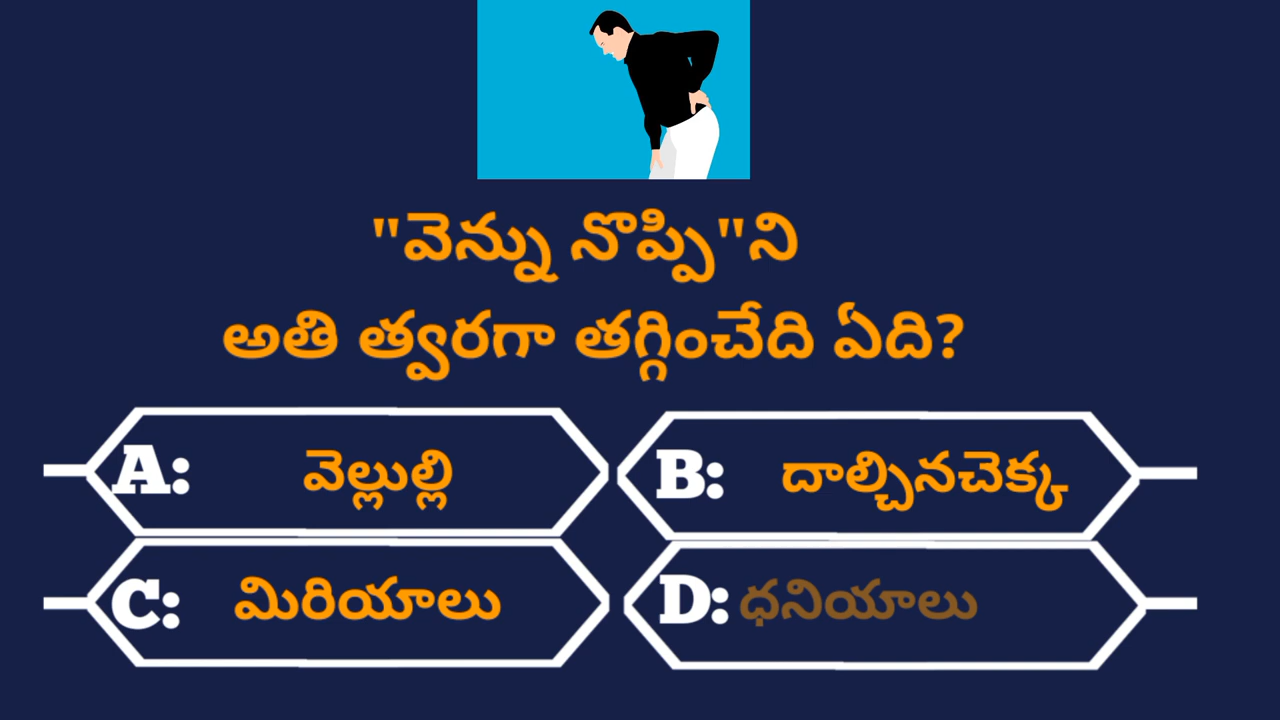 "వెన్ను నొప్పి"ని
అతి త్వరగా తగ్గించేది ఏది?
A: వెల్లుల్లి
B: దాల్చినచెక్క
C: మిరియాలు
D: ధనియాలు